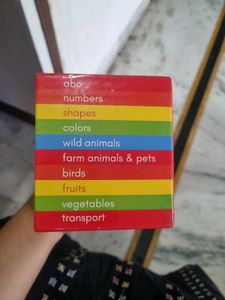 abc
numbers
shapes
colors
wild animals
farm animals & pets
birds
fruits
vegetables
transport